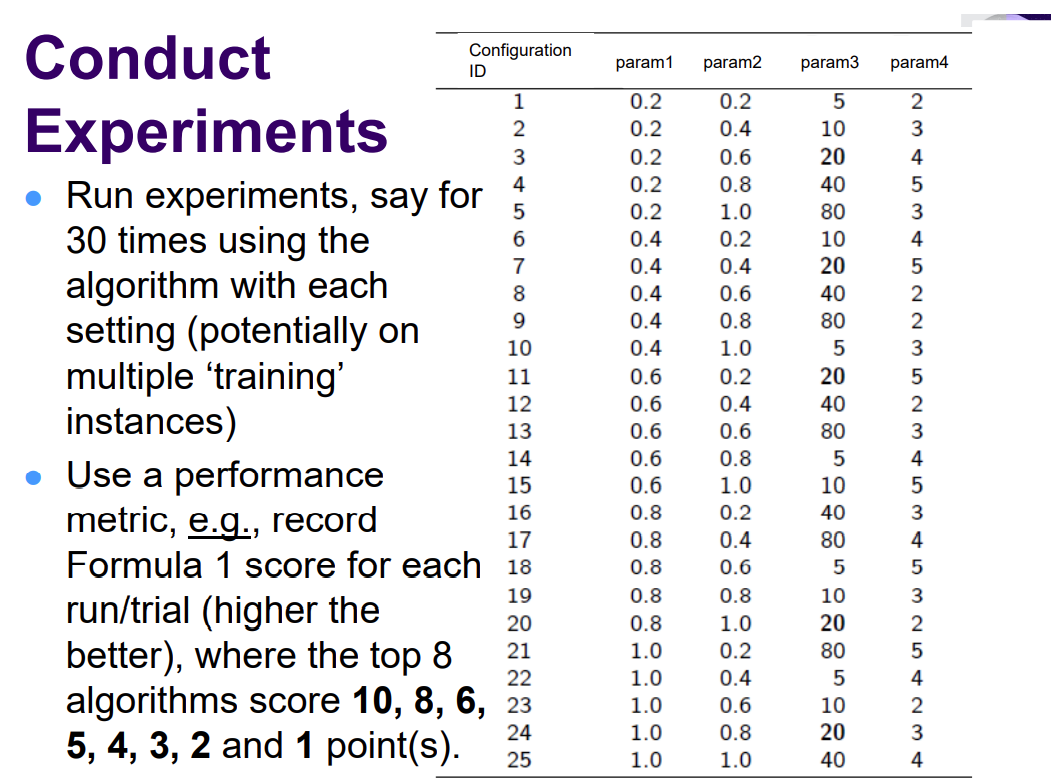 Conduct
Experiments
Run experiments, say for
30 times using the
algorithm with each
setting (potentially on
multiple ‘training’
instances)
Use a performance
metric, e.g., record
Formula 1 score for each
run/trial (higher the
better), where the top 8
algorithms score 10, 8, 6,
5, 4, 3, 2 and 1 point(s).
Configuration
ID param1 param2 param3 param4
1 0.2 0.2 5 2
2 0.2 0.4 10 3
3 0.2 0.6 20 4
4 0.2 0.8 40 5
5 0.2 1.0 80 3
6 0.4 0.2 10 4
7 0.4 0.4 20 5
8 0.4 0.6 40 2
9 0.4 0.8 80 2
10 0.4 1.0 5 3
11 0.6 0.2 20 5
12 0.6 0.4 40 2
13 0.6 0.6 80 3
14 0.6 0.8 5 4
15 0.6 1.0 10 5
16 0.8 0.2 40 3
17 0.8 0.4 80 4
18 0.8 0.6 5 5
19 0.8 0.8 10 3
20 0.8 1.0 20 2
21 1.0 0.2 80 5
22 1.0 0.4 5 4
23 1.0 0.6 10 2
24 1.0 0.8 20 3
25 1.0 1.0 40 4